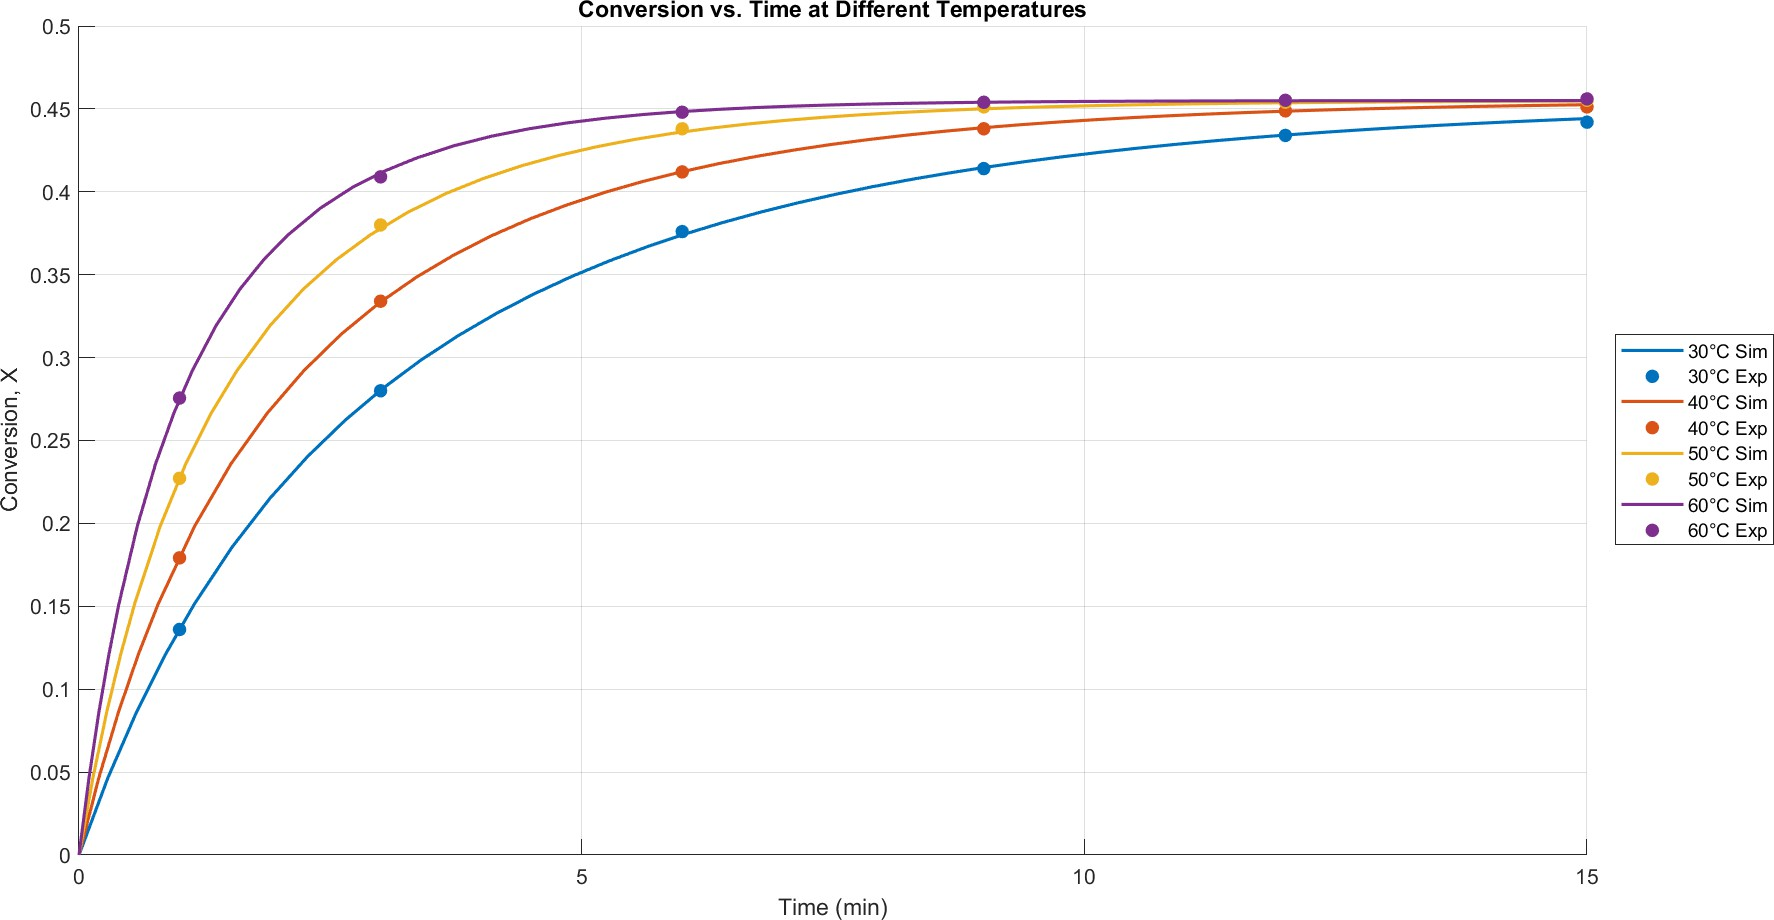 Conversion vs. Time at Different Temperatures
0.5
0.45
0.4
0.35
0.3
0.25
0.2
0.15
0.1
0.05
0
Conversion, X
0 5 10 15
Time (min)
30°C Sim
30°C Exp
40°C Sim
40°C Exp
50°C Sim
50°C Exp
60°C Sim
60°C Exp